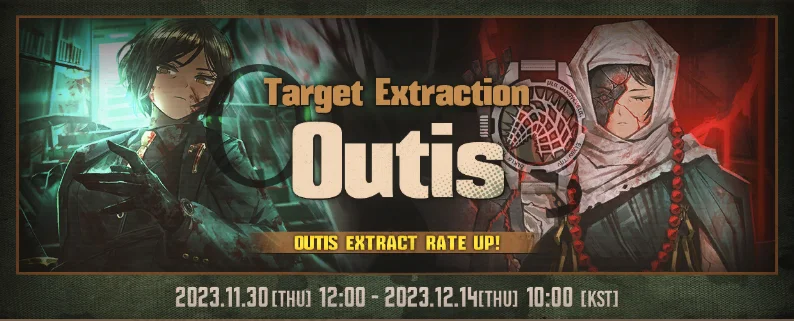 Target Extraction
Outis
OUTIS EXTRACT RATE UP!
2023.11.30[THU] 12:00 - 2023.12.14[THU] 10:00 [KST]